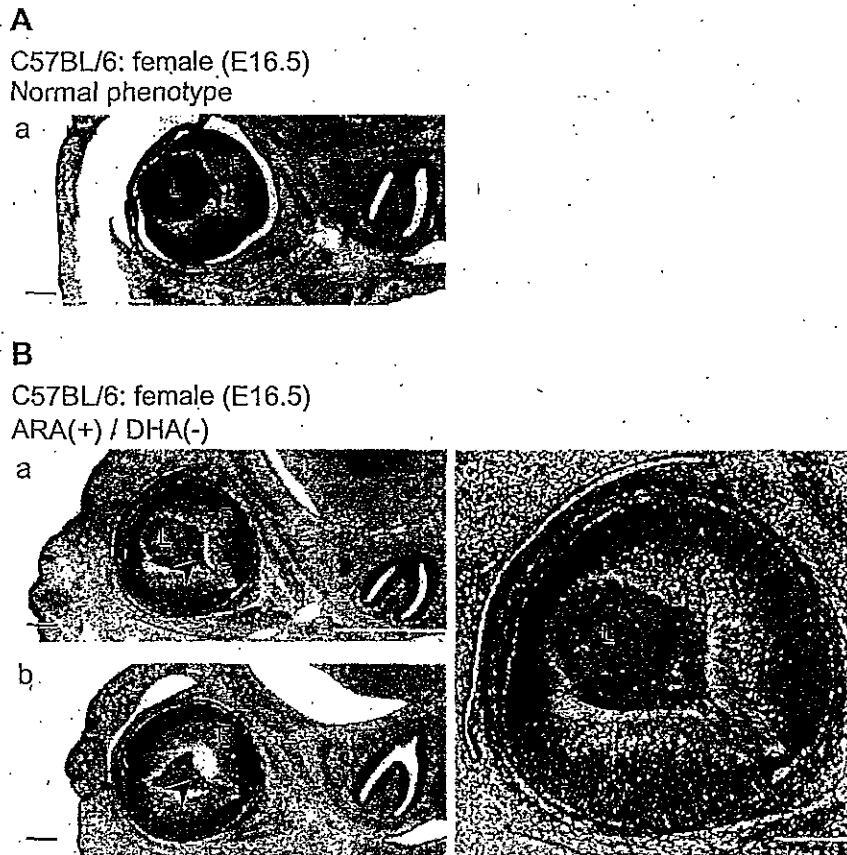 A
C57BL/6: female (E16.5)
Normal phenotype
a
L
B
C57BL/6: female (E16.5)
ARA(+) / DHA(-)
a
L
b
L